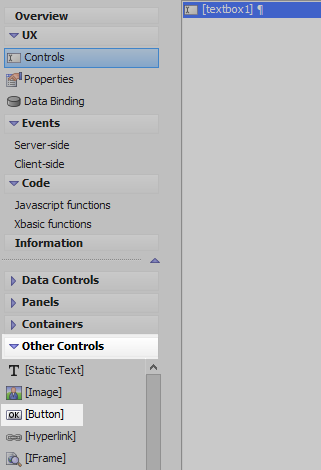 Overview
UX
Controls
Properties
Data Binding
Events
Server-side
Client-side
Code
Javascript functions
Xbasic functions
Information
Data Controls
Panels
Containers
Other Controls
T [Static Text]
[Image]
OK [Button]
[Hyperlink]
[IFrame]
[textbox1] ¶